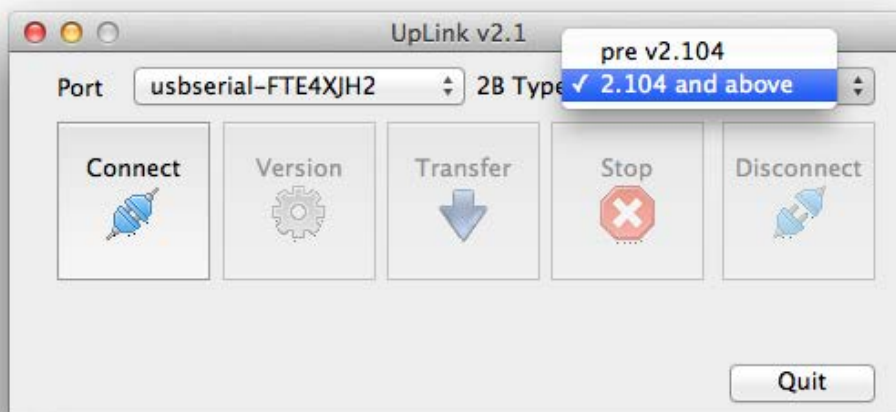 UpLink v2.1
pre v2.104
Port usbserial-FTE4XJH2 2B Type ✓ 2.104 and above
Connect Version Transfer Stop Disconnect
Quit